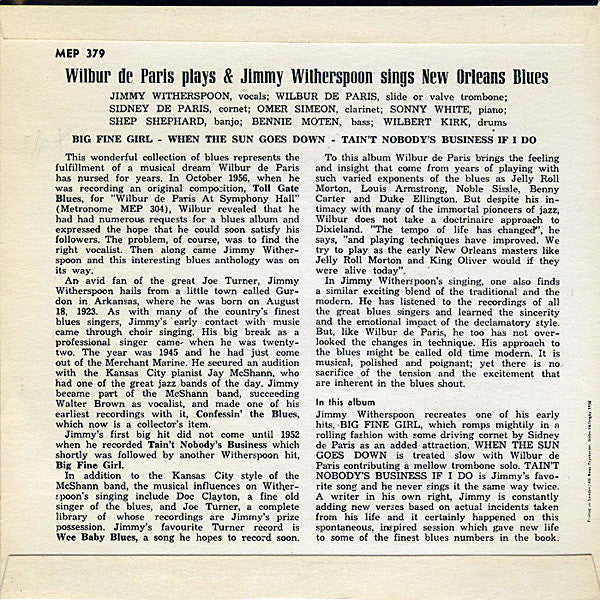 MEP 379
Wilbur de Paris plays & Jimmy Witherspoon sings New Orleans Blues
JIMMY WITHERSPOON, vocals; WILBUR DE PARIS, slide or valve trombone;
SIDNEY DE PARIS, cornet; OMER SIMEON, clarinet; SONNY WHITE, piano;
SHEP SHEPHARD, banjo; BENNIE MOTEN, bass; WILBERT KIRK, drums
BIG FINE GIRL - WHEN THE SUN GOES DOWN - TAIN'T NOBODY'S BUSINESS IF I DO
This wonderful collection of blues represents the
fulfillment of a musical dream Wilbur de Paris
has nursed for years. In October 1956, when he
was recording an original composition, Toll Gate
Blues, for "Wilbur de Paris At Symphony Hall"
(Metronome MEP 304), Wilbur revealed that he
had had numerous requests for a blues album and
expressed the hope that he could soon satisfy his
followers. The problem, of course, was to find the
right vocalist. Then along came Jimmy Wither-
spoon and this interesting blues anthology was on
its way.
An avid fan of the great Joe Turner, Jimmy
Witherspoon hails from a little town called Gur-
don in Arkansas, where he was born on August
18, 1923. As with many of the country's finest
blues singers, Jimmy's early contact with music
came through choir singing. His big break as a
professional singer came when he was twenty-
two. The year was 1945 and he had just come
out of the Merchant Marine. He secured an audition
with the Kansas City pianist Jay McShann, who
had one of the great jazz bands of the day. Jimmy
became part of the McShann band, succeeding
Walter Brown as vocalist, and made one of his
earliest recordings with it, Confessin' the Blues,
which now is a collector's item.
Jimmy's first big hit did not come until 1952
when he recorded Tain't Nobody's Business which
shortly was followed by another Witherspoon hit,
Big Fine Girl.
In addition to the Kansas City style of the
McShann band, the musical influences on Wither-
spoon's singing include Doc Clayton, a fine old
singer of the blues, and Joe Turner, a complete
library of whose recordings are Jimmy's prize
possession. Jimmy's favourite Turner record is
Wee Baby Blues, a song he hopes to record soon.
To this album Wilbur de Paris brings the feeling
and insight that come from years of playing with
such varied exponents of the blues as Jelly Roll
Morton, Louis Armstrong, Noble Sissle, Benny
Carter and Duke Ellington. But despite his in-
timacy with many of the immortal pioneers of jazz,
Wilbur does not take a doctrinaire approach to
Dixieland. "The tempo of life has changed", he
says, "and playing techniques have improved. We
try to play as the early New Orleans masters like
Jelly Roll Morton and King Oliver would if they
were alive today".
In Jimmy Witherspoon's singing, one also finds
a similar exciting blend of the traditional and the
modern. He has listened to the recordings of all
the great blues singers and learned the sincerity
and the emotional impact of the declamatory style.
But, like Wilbur de Paris, he too has not over-
looked the changes in technique. His approach to
the blues might be called old time modern. It is
musical, polished and poignant; yet there is no
sacrifice of the tension and the excitement that
are inherent in the blues shout.
In this album
Jimmy Witherspoon recreates one of his early
hits, BIG FINE GIRL, which romps mightily in a
rolling fashion with some driving cornet by Sidney
de Paris as an added attraction. WHEN THE SUN
GOES DOWN is treated slow with Wilbur de
Paris contributing a mellow trombone solo. TAIN'T
NOBODY'S BUSINESS IF I DO is Jimmy's favo-
rite song and he never rings it the same way twice.
A writer in his own right, Jimmy is constantly
adding new verses based on actual incidents taken
from his life and it certainly happened on this
spontaneous, inspired session which gave new life
to some of the finest blues numbers in the book.